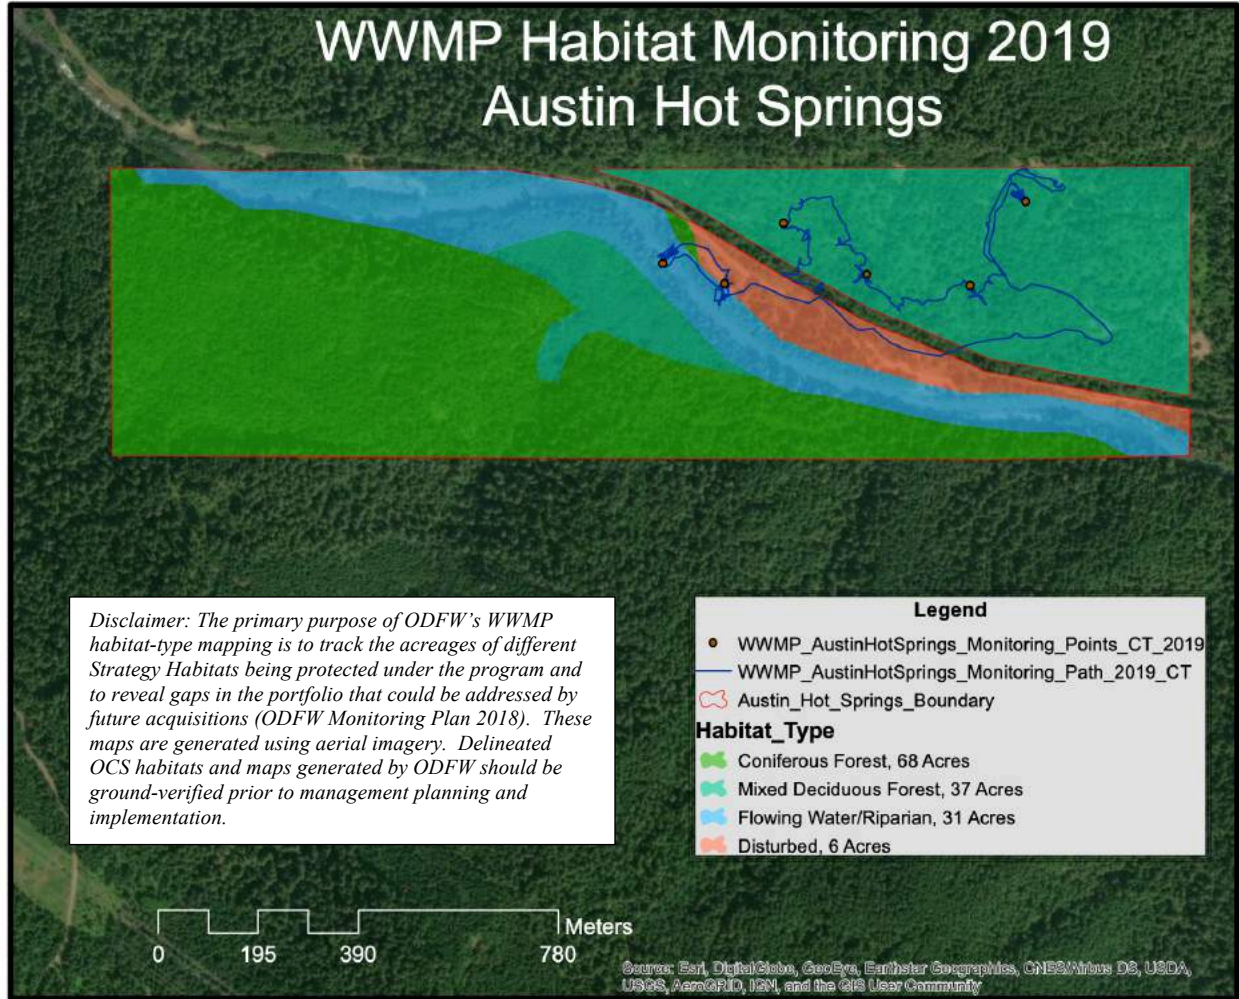 WWMP Habitat Monitoring 2019
Austin Hot Springs
Disclaimer: The primary purpose of ODFW's WWMP
habitat-type mapping is to track the acreages of different
Strategy Habitats being protected under the program and
to reveal gaps in the portfolio that could be addressed by
future acquisitions (ODFW Monitoring Plan 2018). These
maps are generated using aerial imagery. Delineated
OCS habitats and maps generated by ODFW should be
ground-verified prior to management planning and
implementation.
Legend
WWMP_AustinHotSprings_Monitoring_Points_CT_2019
WWMP_AustinHotSprings_Monitoring_Path_2019_CT
Austin_Hot_Springs_Boundary
Habitat_Type
Coniferous Forest, 68 Acres
Mixed Deciduous Forest, 37 Acres
Flowing Water/Riparian, 31 Acres
Disturbed, 6 Acres
Meters
0 195 390 780
Source: Esri, DigitalGlobe, GeoEye, Earthstar Geographics, CNES/Airbus DS, USDA,
USGS, AeroGRID, IGN, and the GIS User Community